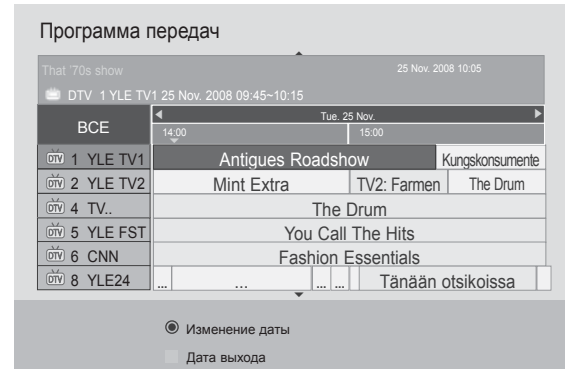 Программа передач
That '70s show 25 Nov. 2008 10:05
DTV 1 YLE TV1 25 Nov. 2008 09:45~10:15
ВСЕ
Tue. 25 Nov.
14:00 15:00
DTV 1 YLE TV1 Antigues Roadshow Kungskonsumente
DTV 2 YLE TV2 Mint Extra TV2: Farmen The Drum
DTV 4 TV.. The Drum
DTV 5 YLE FST You Call The Hits
DTV 6 CNN Fashion Essentials
DTV 8 YLE24 ... ... ... ... Tänään otsikoissa
Изменение даты
Дата выхода